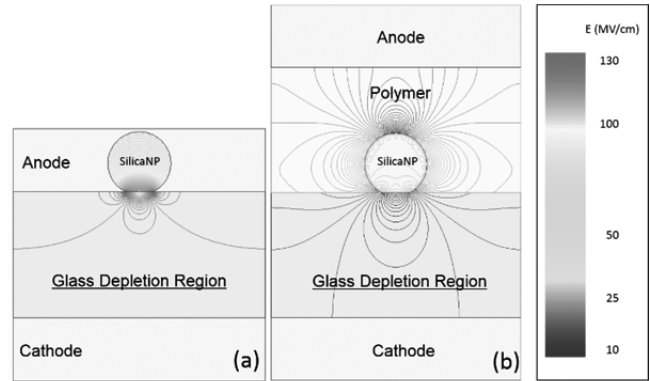 Anode
SilicaNP
Glass Depletion Region
Cathode
(a)
Anode
Polymer
SilicaNP
Glass Depletion Region
Cathode
(b)
E (MV/cm)
130
100
50
25
10